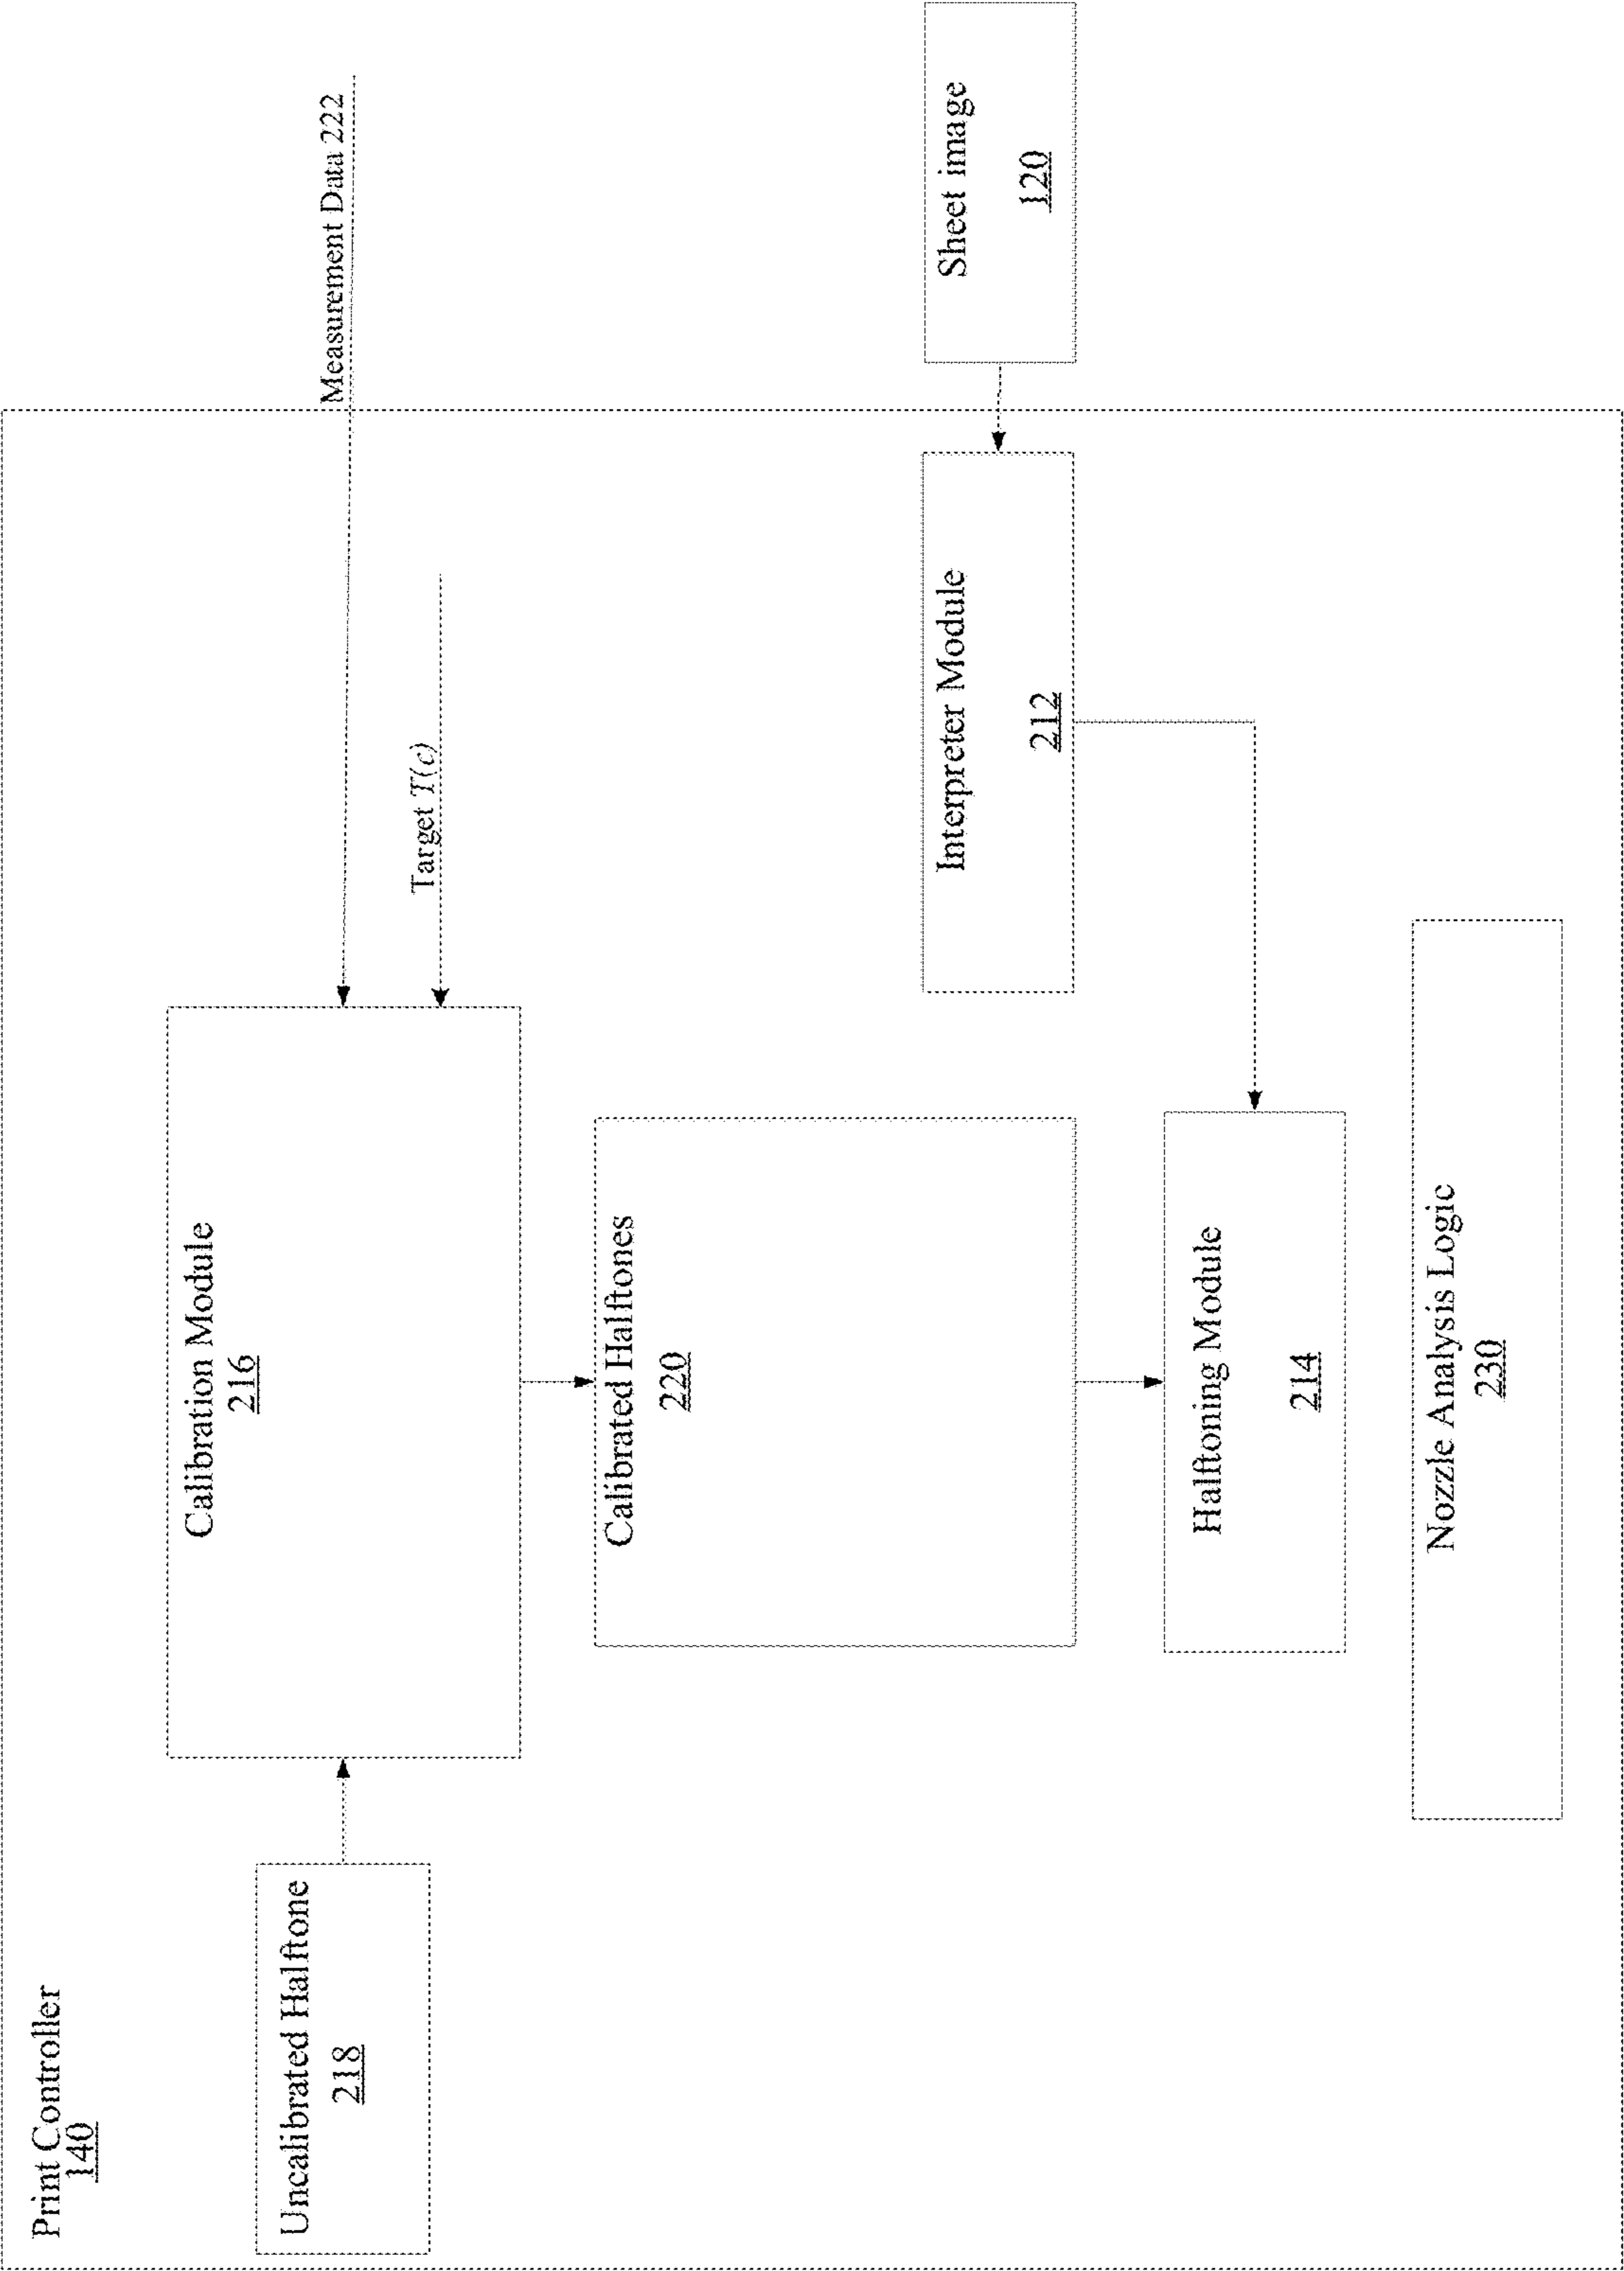 Print Controller
140
Uncalibrated Halftone
218
Calibration Module
216
Measurement Data 222
Target T(c)
Calibrated Halftones
220
Sheet image
120
Interpreter Module
212
Halftoning Module
214
Nozzle Analysis Logic
230